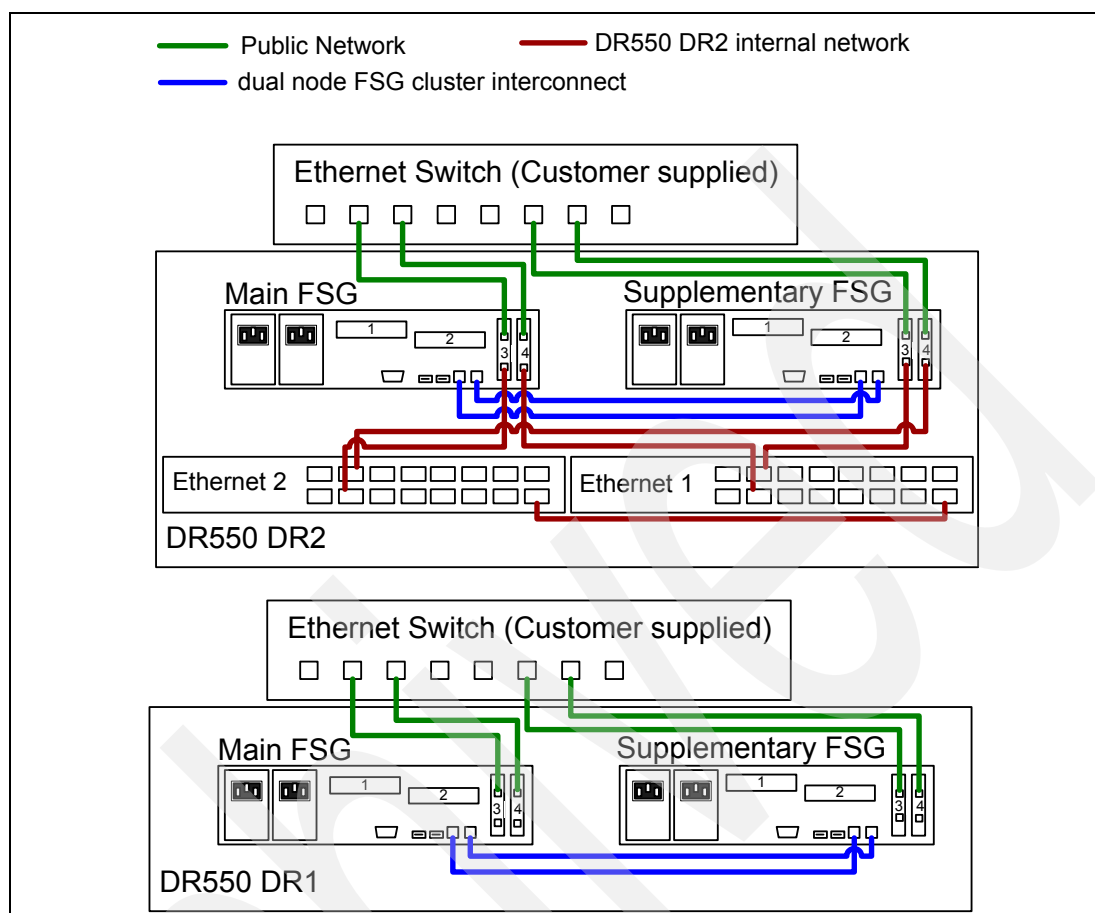 Public Network
DR550 DR2 internal network
dual node FSG cluster interconnect
Ethernet Switch (Customer supplied)
Main FSG
Supplementary FSG
1
2
3
4
1
2
3
4
Ethernet 2
Ethernet 1
DR550 DR2
Ethernet Switch (Customer supplied)
Main FSG
Supplementary FSG
1
2
3
4
1
2
3
4
DR550 DR1